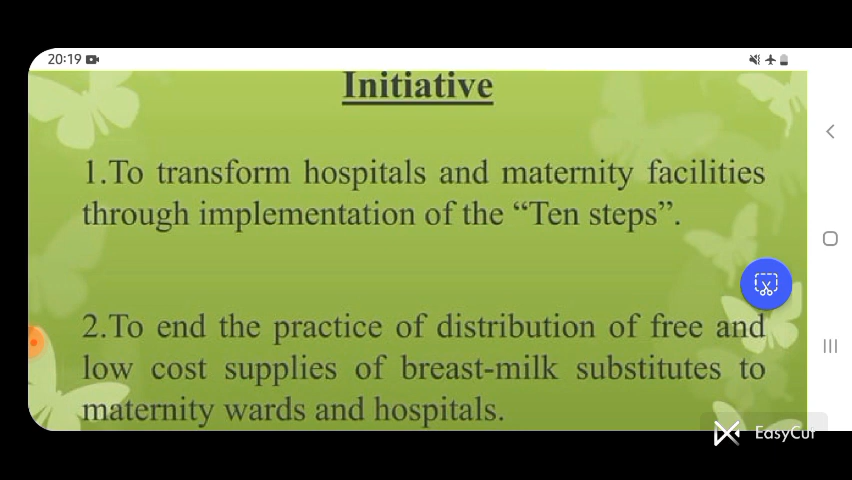 20:19
Initiative
1.To transform hospitals and maternity facilities
through implementation of the “Ten steps”.
2.To end the practice of distribution of free and
low cost supplies of breast-milk substitutes to
maternity wards and hospitals.
EasyCut